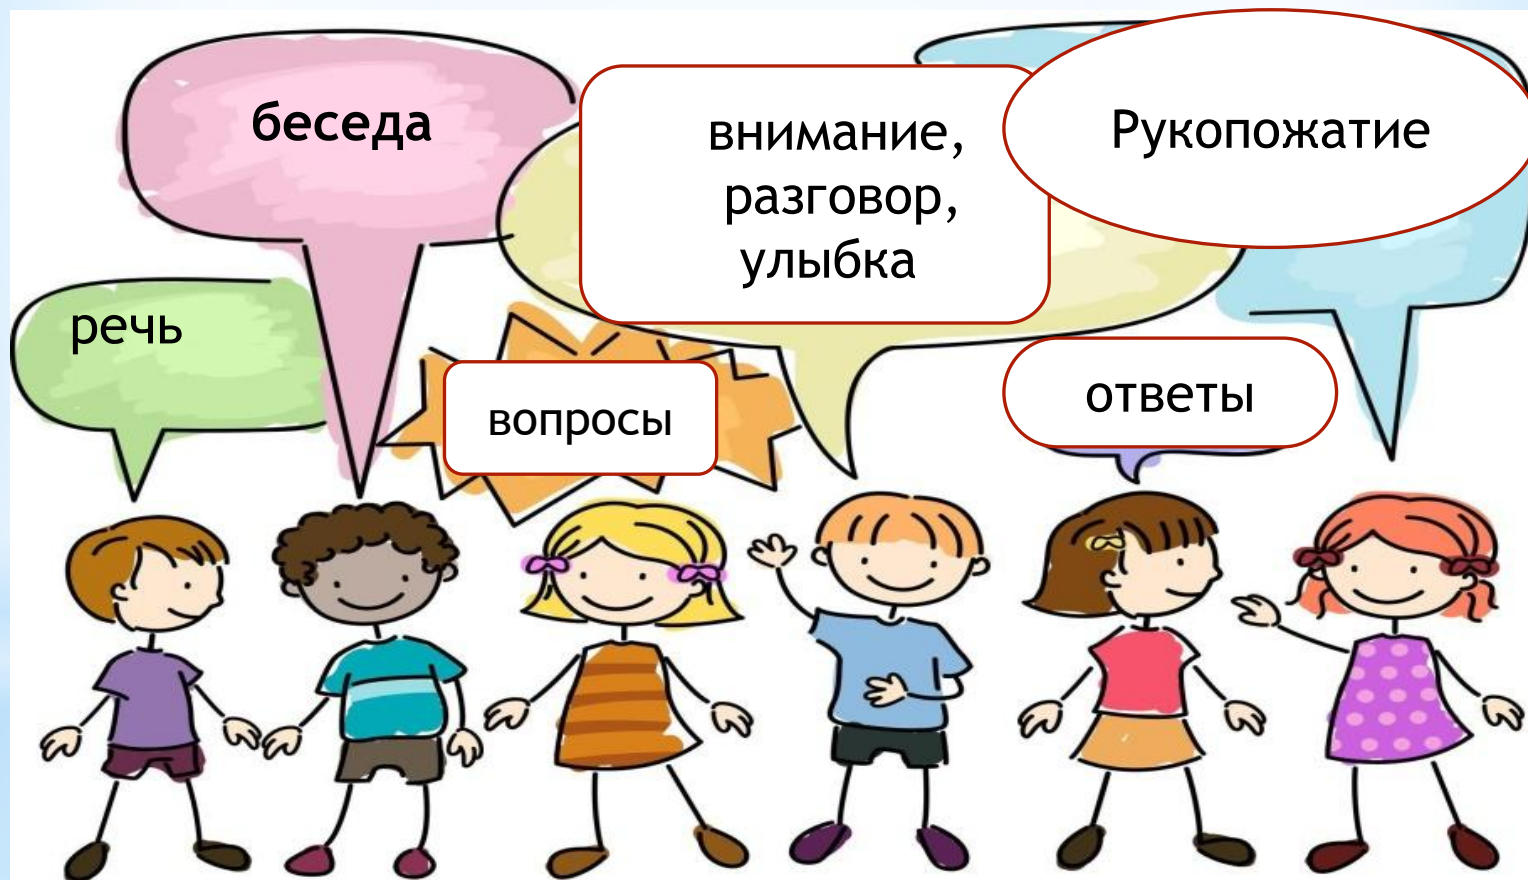 беседа
внимание,
разговор,
улыбка
Рукопожатие
речь
вопросы
ответы